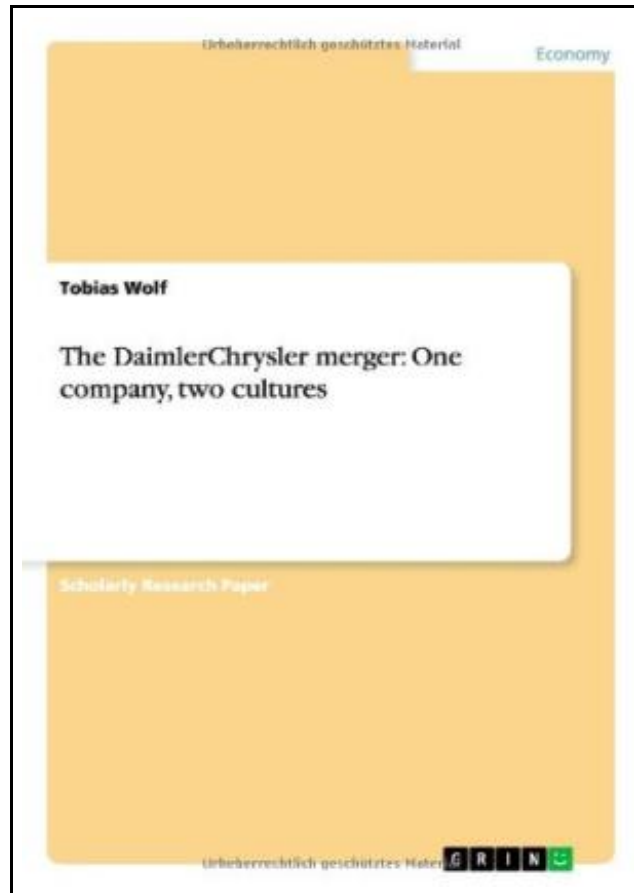 Urheberrechtlich geschütztes Material
Economy
Tobias Wolf
The DaimlerChrysler merger: One
company, two cultures
Scholarly Research Paper
Urheberrechtlich geschütztes Mater
GRIN